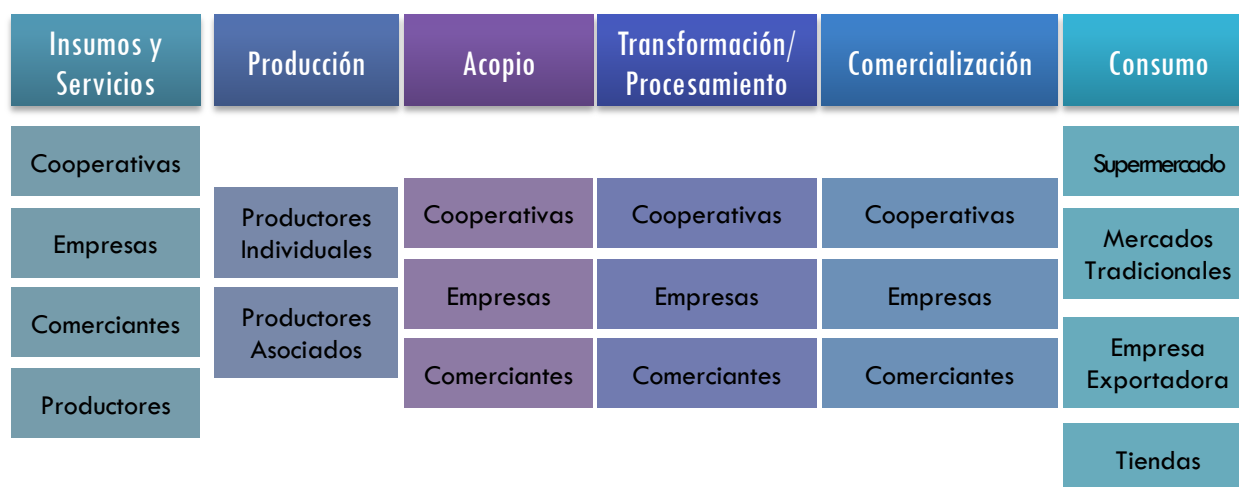 Insumos y
Servicios
Producción
Acopio
Transformación/
Procesamiento
Comercialización
Consumo
Cooperativas
Empresas
Comerciantes
Productores
Productores
Individuales
Productores
Asociados
Cooperativas
Empresas
Comerciantes
Cooperativas
Empresas
Comerciantes
Cooperativas
Empresas
Comerciantes
Supermercado
Mercados
Tradicionales
Empresa
Exportadora
Tiendas